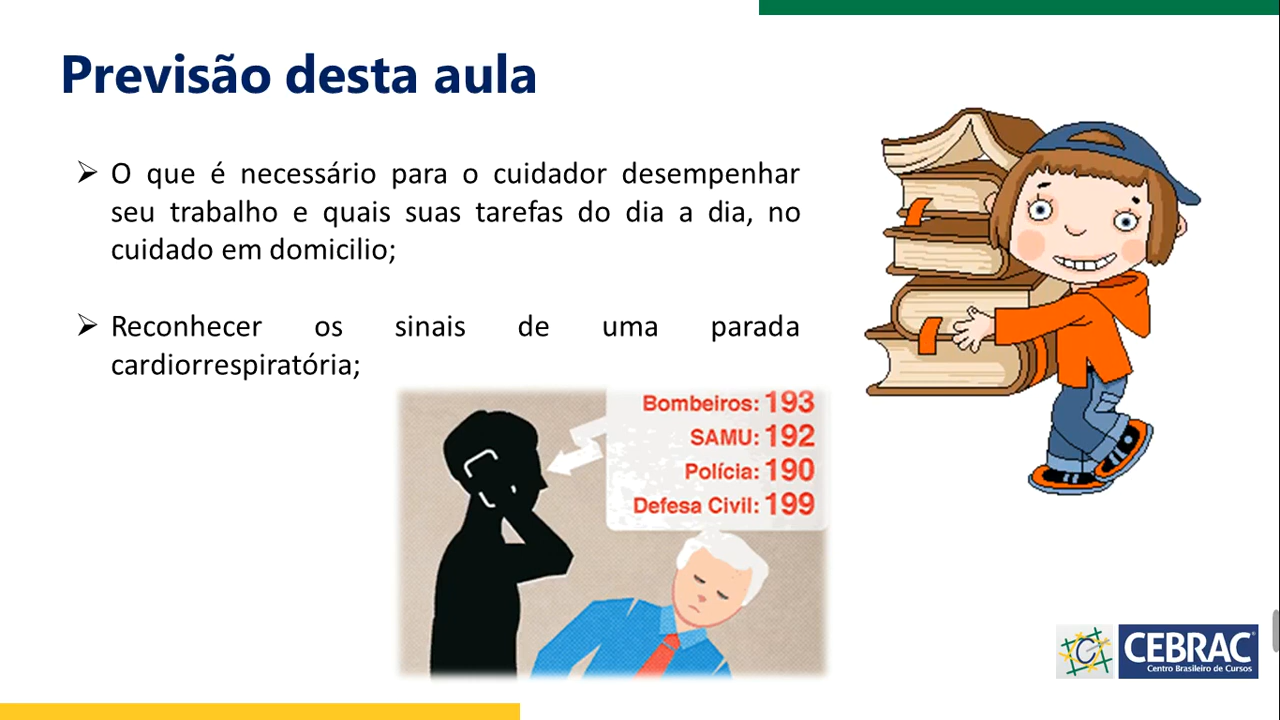 Previsão desta aula
O que é necessário para o cuidador desempenhar
seu trabalho e quais suas tarefas do dia a dia, no
cuidado em domicilio;
Reconhecer os sinais de uma parada
cardiorrespiratória;
Bombeiros: 193
SAMU: 192
Polícia: 190
Defesa Civil: 199
C
CEBRAC®
Centro Brasileiro de Cursos